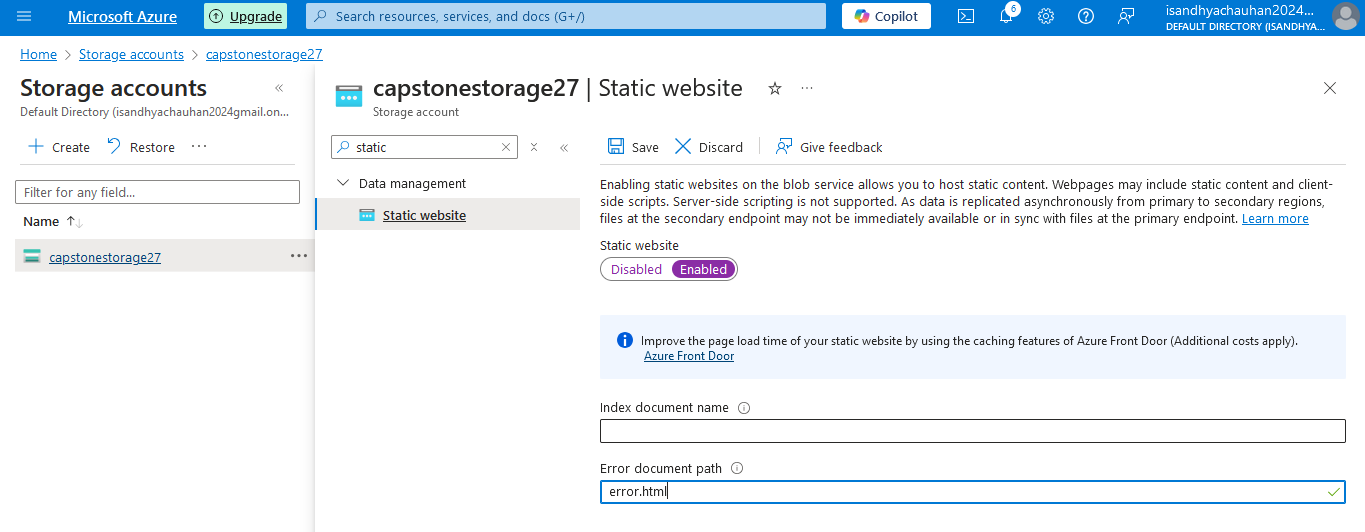 Microsoft Azure
Upgrade
Search resources, services, and docs (G+/)
Copilot
6
isandhyachauhan2024...
DEFAULT DIRECTORY (ISANDHYA...
Home > Storage accounts > capstonestorage27
Storage accounts
Default Directory (isandhyachauhan2024gmail.on...
Create
Restore
Filter for any field...
Name
capstonestorage27
capstonestorage27 | Static website
Storage account
static
Data management
Static website
Save
Discard
Give feedback
Enabling static websites on the blob service allows you to host static content. Webpages may include static content and client-
side scripts. Server-side scripting is not supported. As data is replicated asynchronously from primary to secondary regions,
files at the secondary endpoint may not be immediately available or in sync with files at the primary endpoint. Learn more
Static website
Disabled Enabled
Improve the page load time of your static website by using the caching features of Azure Front Door (Additional costs apply).
Azure Front Door
Index document name
Error document path
error.html